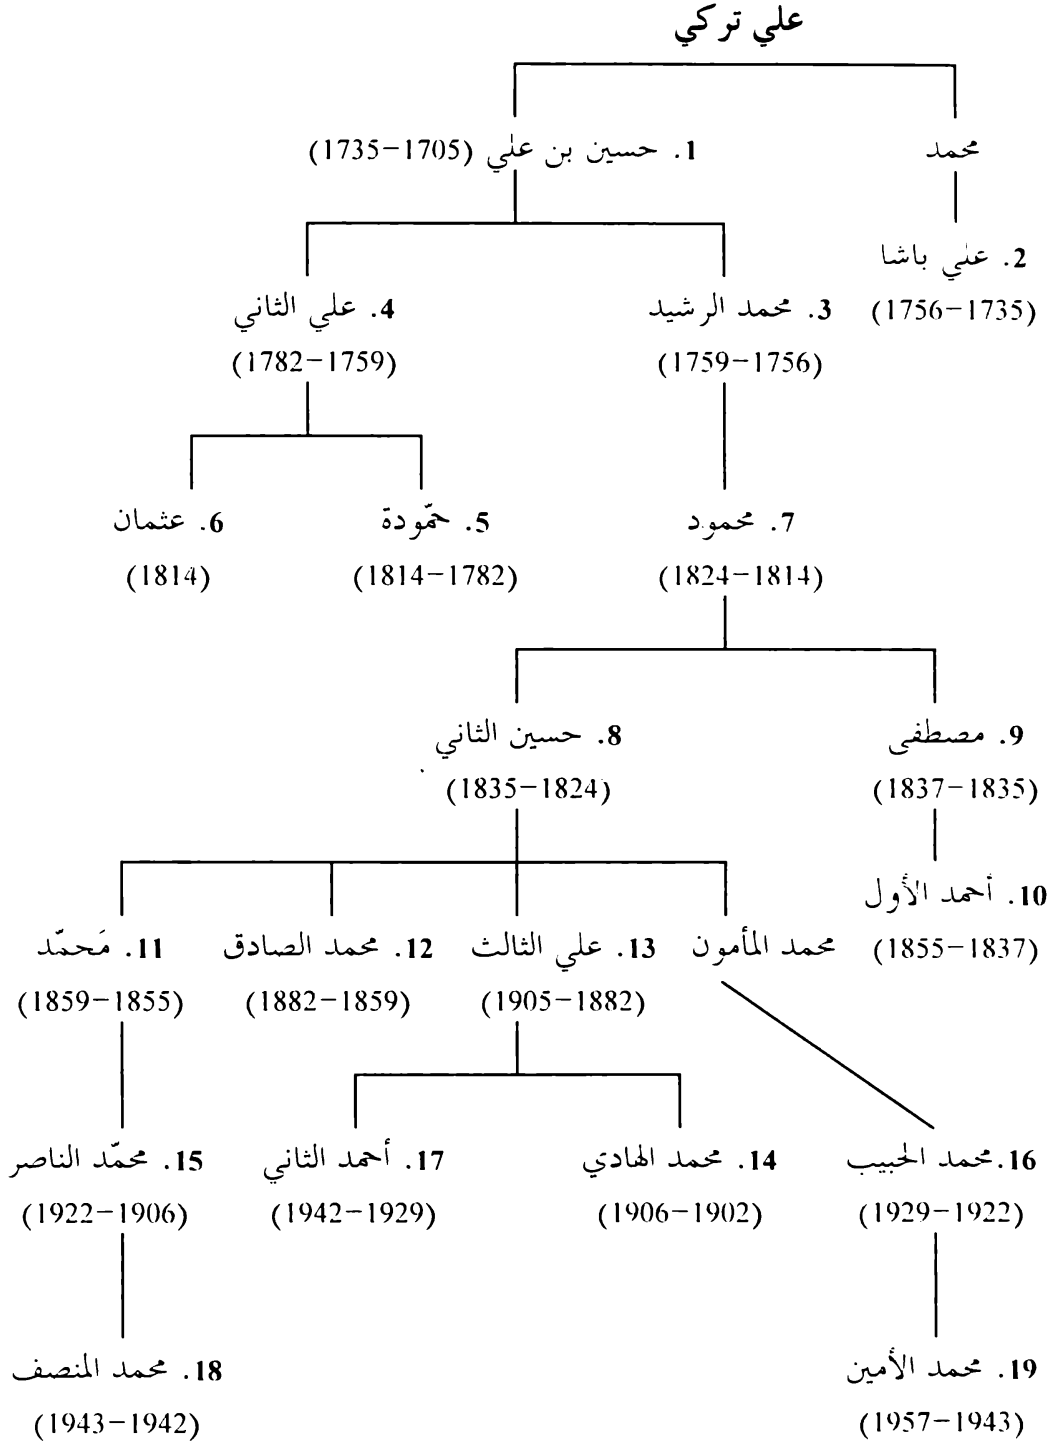 علي تركي
محمد
1. حسين بن علي (1705–1735)
2. علي باشا
(1735–1756)
3. محمد الرشيد
(1756–1759)
4. علي الثاني
(1759–1782)
7. محمود
(1814–1824)
5. حمّودة
(1782–1814)
6. عثمان
(1814)
9. مصطفى
(1835–1837)
8. حسين الثاني
(1824–1835)
10. أحمد الأول
(1837–1855)
محمد المأمون
13. علي الثالث
(1882–1905)
12. محمد الصادق
(1859–1882)
11. مَحمّد
(1855–1859)
16. محمد الحبيب
(1922–1929)
14. محمد الهادي
(1902–1906)
17. أحمد الثاني
(1929–1942)
15. محمّد الناصر
(1906–1922)
19. محمد الأمين
(1943–1957)
18. محمد المنصف
(1942–1943)